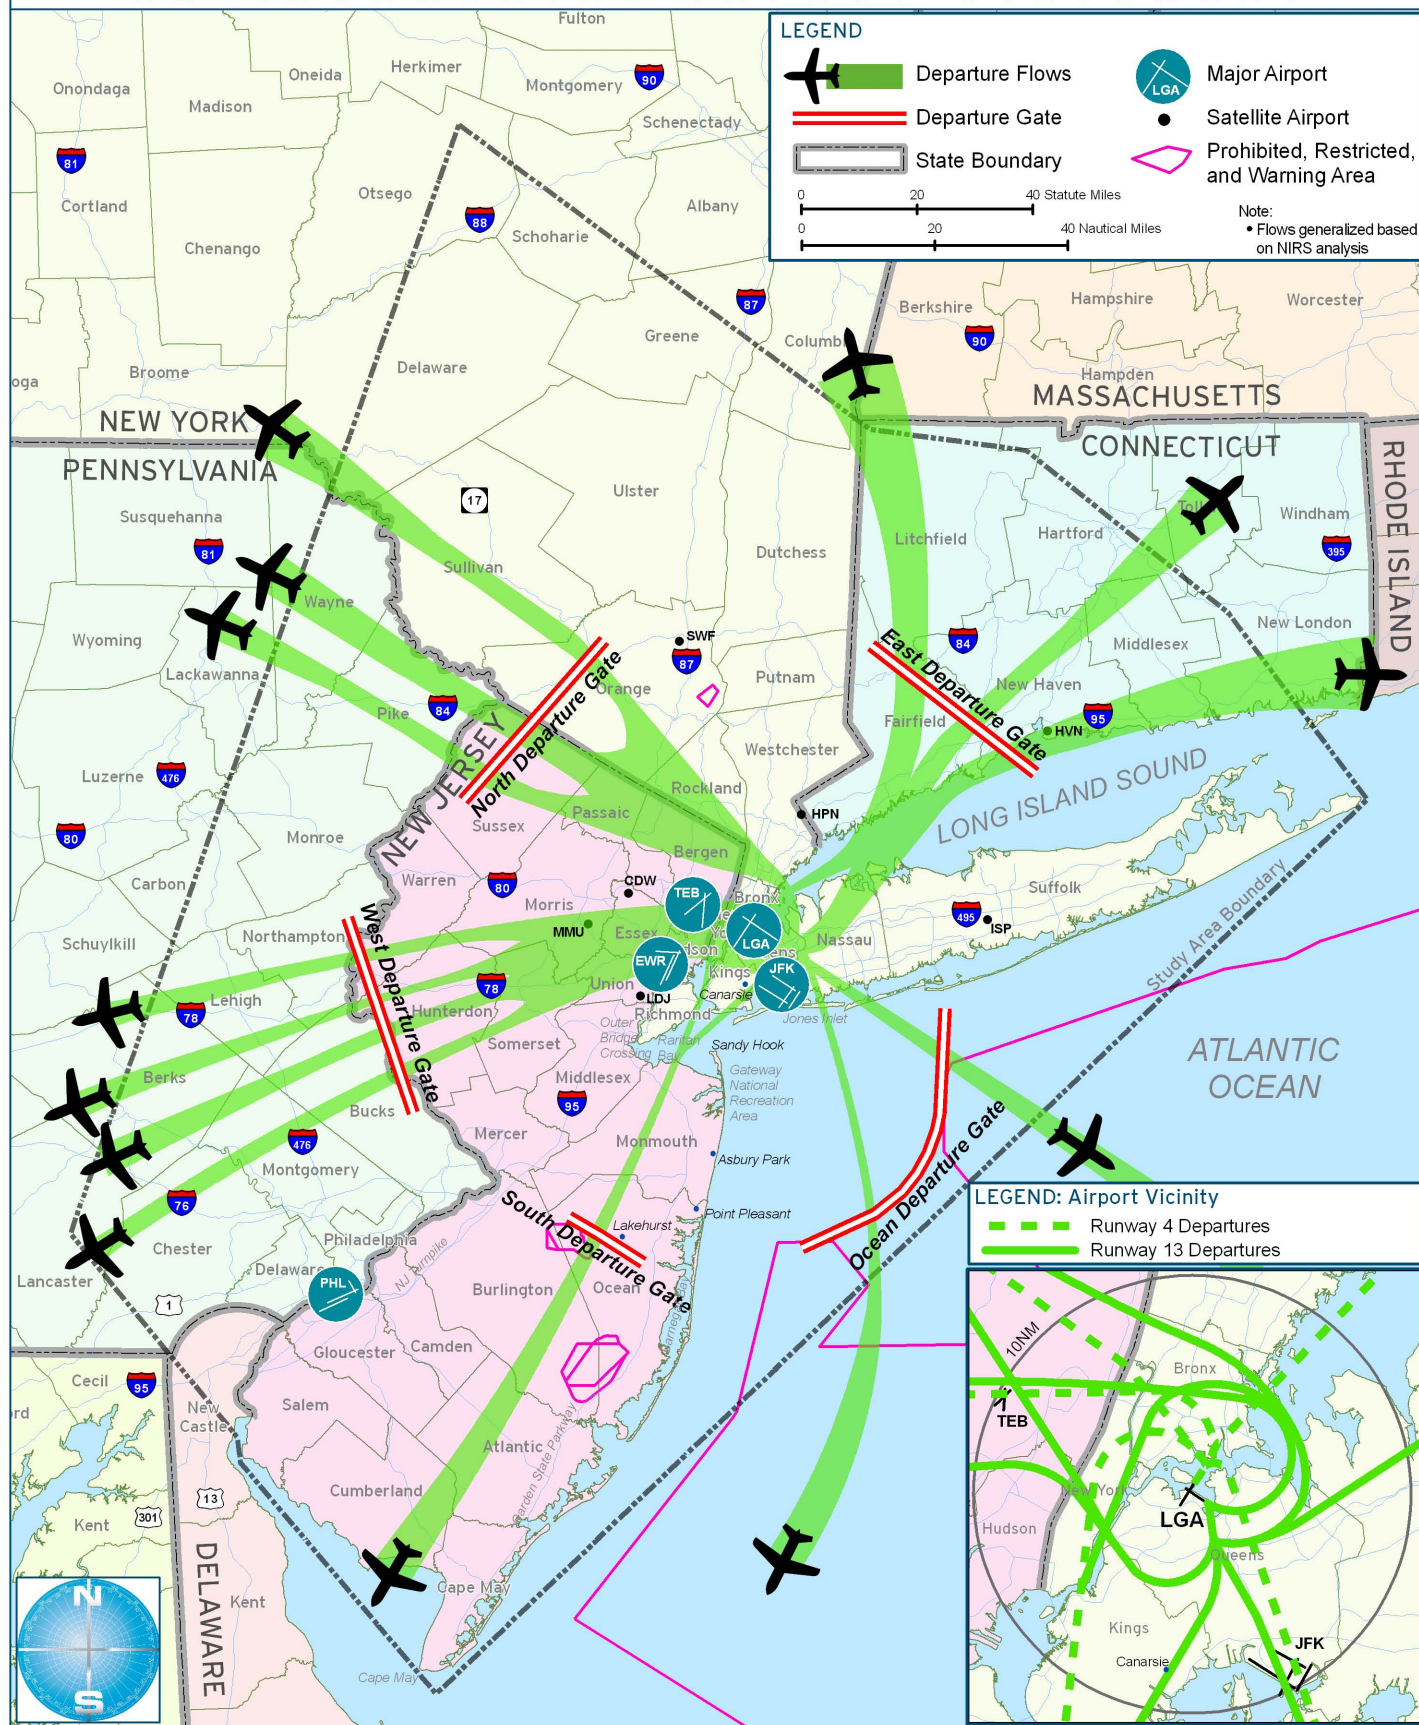 LEGEND
Departure Flows
Departure Gate
State Boundary
LGA
Major Airport
Satellite Airport
Prohibited, Restricted,
and Warning Area
0 20 40 Statute Miles
0 20 40 Nautical Miles
Note:
• Flows generalized based
on NIRS analysis
Fulton
Herkimer
Oneida
Onondaga
Madison
Montgomery
90
Schenectady
81
Cortland
Otsego
88
Albany
Chenango
Schoharie
87
Berkshire
Hampshire
Worcester
Greene
Columb
90
oga
Broome
Delaware
Hampden
MASSACHUSETTS
NEW YORK
CONNECTICUT
PENNSYLVANIA
RHODE ISLAND
17
Ulster
Susquehanna
Windham
Hartford
Litchfield
395
81
Dutchess
Sullivan
Wayne
New London
Wyoming
SWF
84
Middlesex
87
Lackawanna
Putnam
Orange
New Haven
East Departure Gate
84
Pike
95
Fairfield
HVN
NEW JERSEY
North Departure Gate
Westchester
Luzerne
476
Rockland
LONG ISLAND SOUND
Passaic
HPN
Sussex
80
Monroe
Bergen
Warren
80
CDW
TEB
Carbon
Bronx
Suffolk
Morris
495
ISP
Northampton
MMU
Essex
LGA
Nassau
Schuylkill
EWR
JFK
Study Area Boundary
West Departure Gate
Union
Kings
78
Canarsie
Lehigh
LDJ
78
Hunterdon
Richmond
Jones Inlet
Outer
Bridge
Crossing
Raritan
Bay
Somerset
Sandy Hook
ATLANTIC
OCEAN
Berks
Middlesex
Gateway
National
Recreation
Area
95
Bucks
Mercer
Monmouth
476
Asbury Park
Montgomery
Ocean Departure Gate
76
South Departure Gate
Point Pleasant
Lakehurst
Chester
Philadelphia
NJ Turnpike
Delaware
Lancaster
PHL
Burlington
Ocean
1
Camden
Gloucester
Cecil
95
Salem
New
Castle
Atlantic
Garden State Parkway
Cumberland
13
301
Kent
DELAWARE
Kent
Cape May
Cape May
N
S
LEGEND: Airport Vicinity
Runway 4 Departures
Runway 13 Departures
10NM
Bronx
TEB
New York
LGA
Hudson
Queens
Kings
Canarsie
JFK